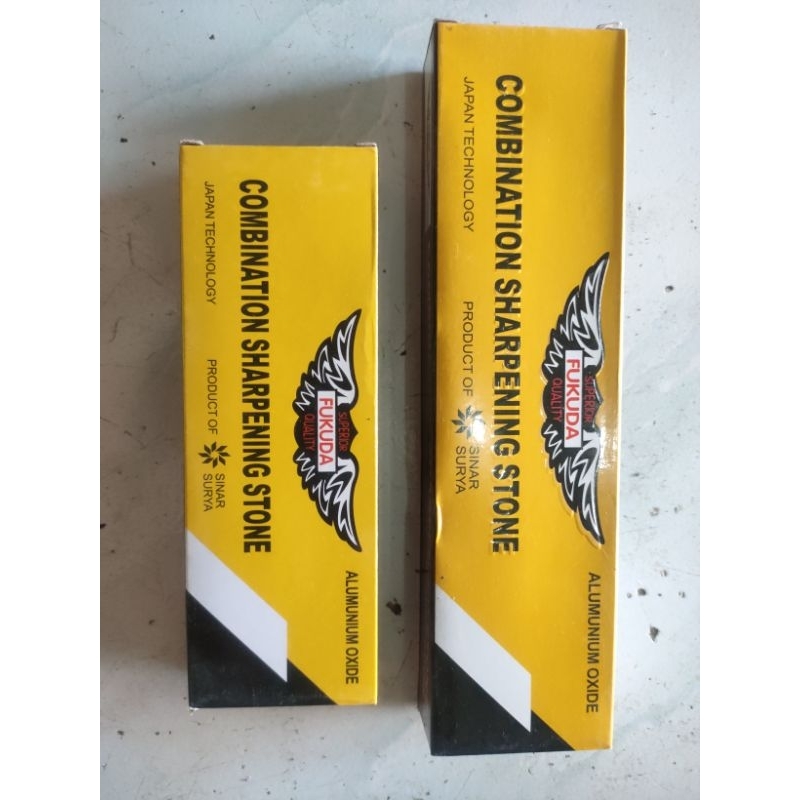 SUPERIOR
FUKUDA
QUALITY
ALUMUNIUM OXIDE
COMBINATION SHARPENING STONE
JAPAN TECHNOLOGY
PRODUCT OF
SINAR
SURYA
SUPERIOR
FUKUDA
QUALITY
ALUMUNIUM OXIDE
COMBINATION SHARPENING STONE
JAPAN TECHNOLOGY
PRODUCT OF
SINAR
SURYA